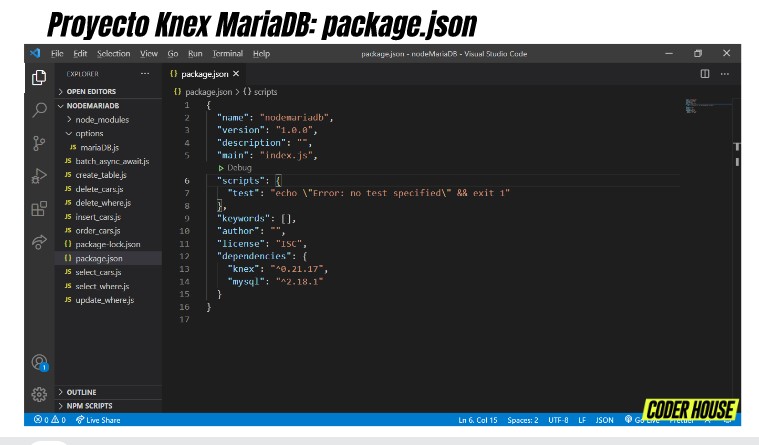 Proyecto Knex MariaDB: package.json
File Edit Selection View Go Run Terminal Help
package.json - nodeMariaDB - Visual Studio Code
EXPLORER
package.json
OPEN EDITORS
package.json > {} scripts
NODEMARIADB
node_modules
options
JS mariaDB.js
JS batch_async_await.js
JS create_table.js
JS delete_cars.js
JS delete_where.js
JS insert_cars.js
JS order_cars.js
{} package-lock.json
{} package.json
JS select_cars.js
JS select_where.js
JS update_where.js
1 {
2 "name": "nodemariadb",
3 "version": "1.0.0",
4 "description": "",
5 "main": "index.js",
Debug
6 "scripts": {
7 "test": "echo \"Error: no test specified\" && exit 1"
8 },
9 "keywords": [],
10 "author": "",
11 "license": "ISC",
12 "dependencies": {
13 "knex": "^0.21.17",
14 "mysql": "^2.18.1"
15 }
16 }
17
1
OUTLINE
NPM SCRIPTS
0 0 Live Share
Ln 6, Col 15 Spaces: 2 UTF-8 LF JSON
CODER HOUSE